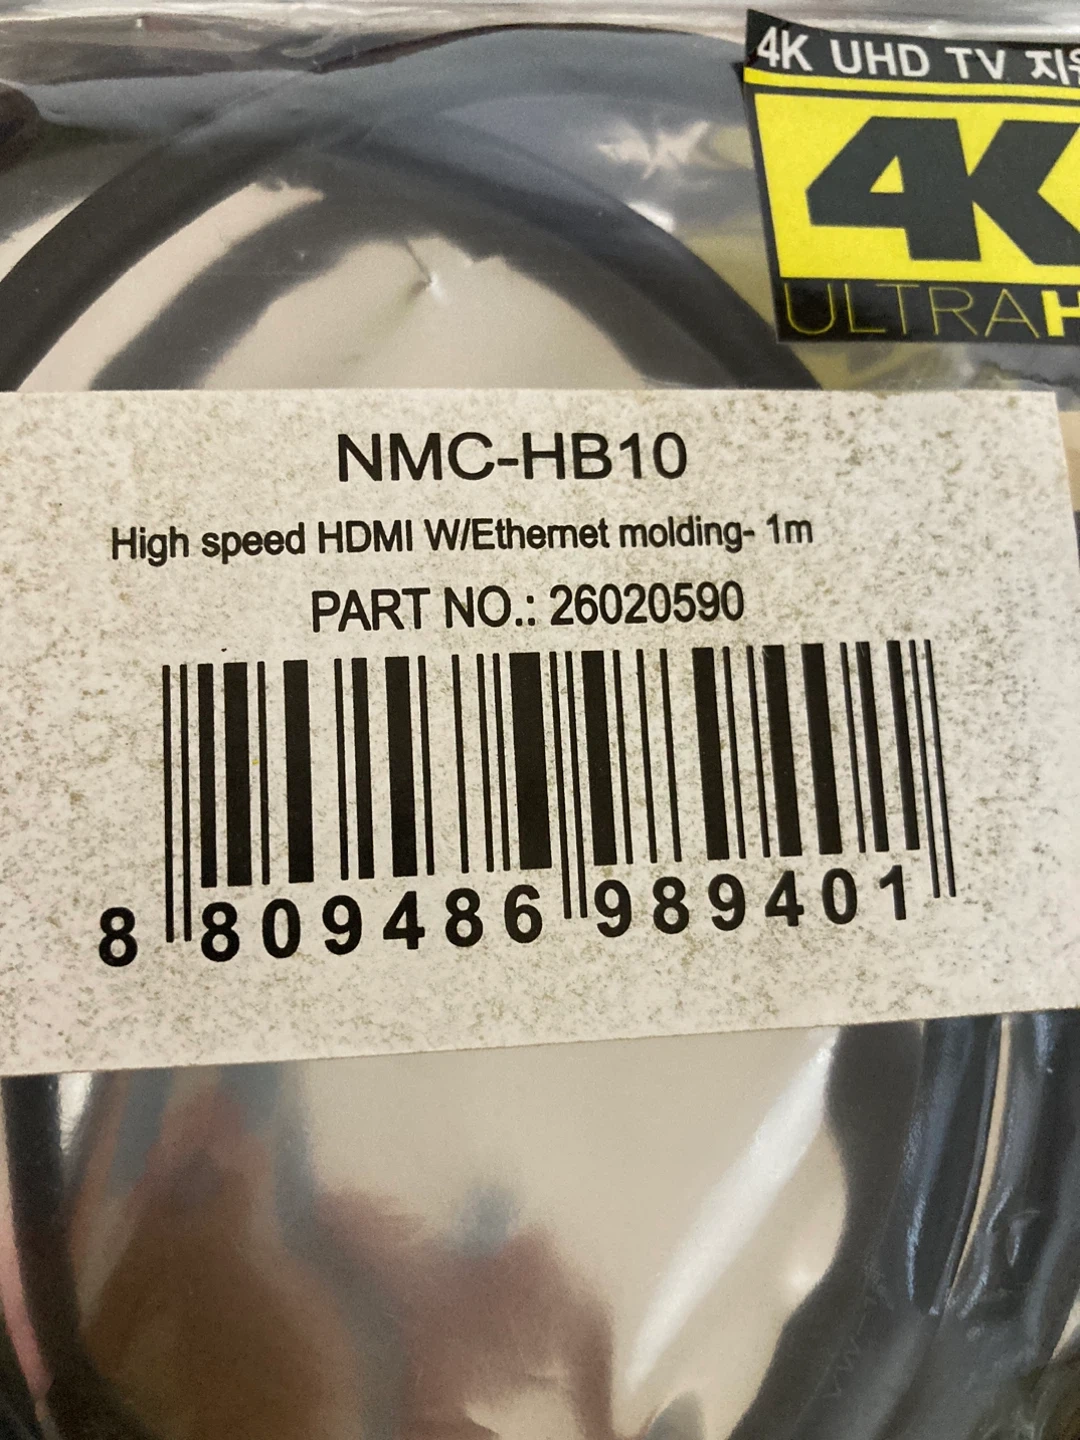 4K UHD TV
4K
ULTRA H
NMC-HB10
High speed HDMI W/Ethernet molding- 1m
PART NO.: 26020590
8 809486 989401